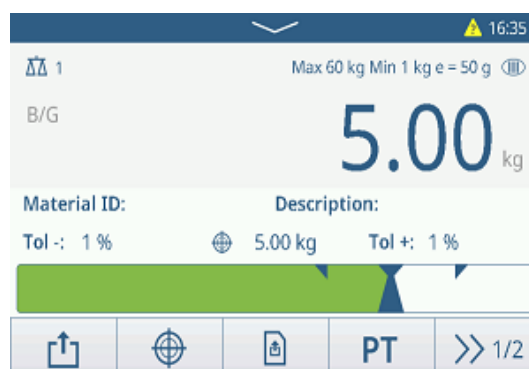 16:35
1 Max 60 kg Min 1 kg e = 50 g
B/G
5.00 kg
Material ID: Description:
Tol -: 1 % 5.00 kg Tol +: 1 %
PT 1/2